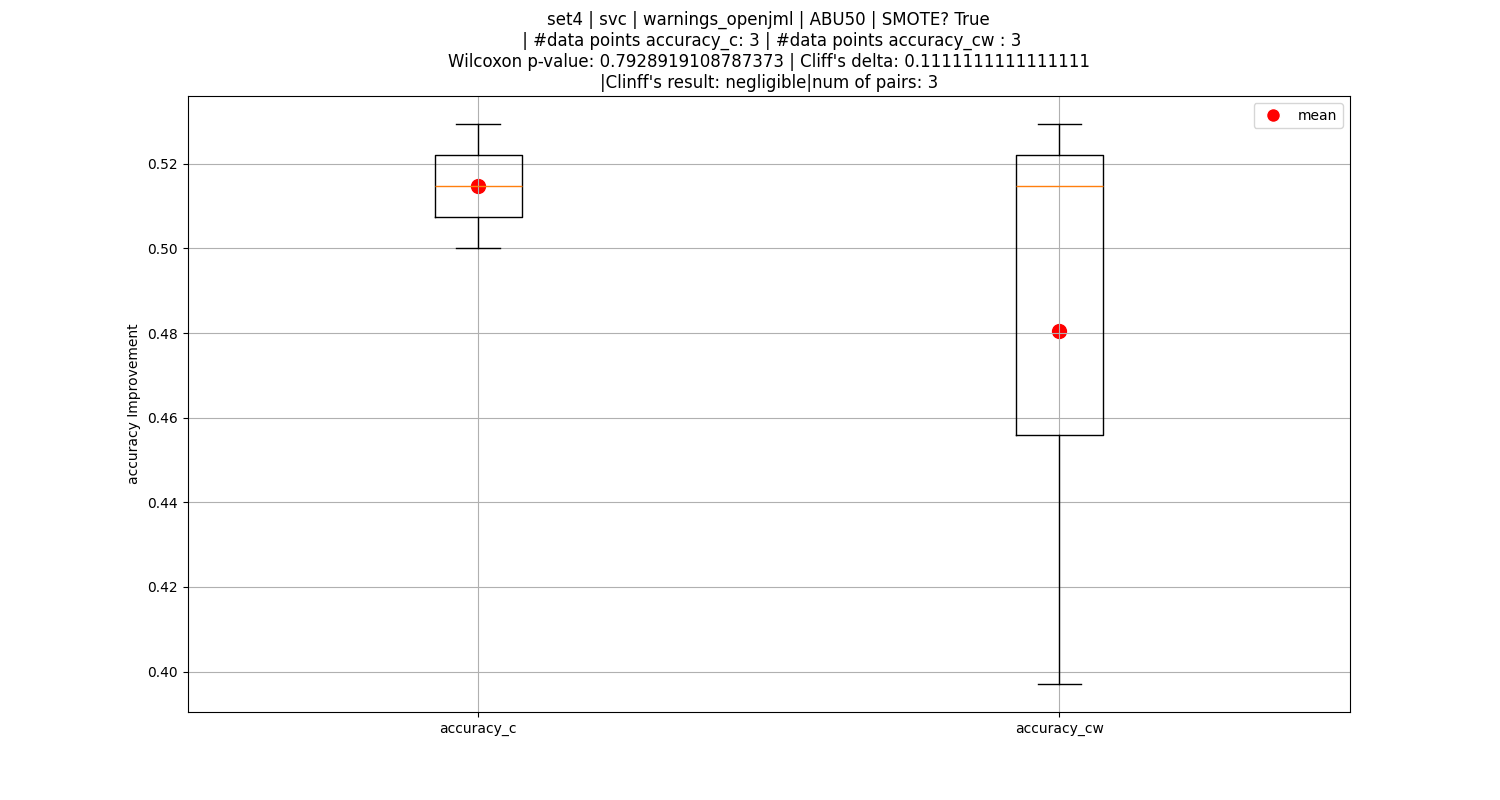 set4 | svc | warnings_openjml | ABU50 | SMOTE? True
| #data points accuracy_c: 3 | #data points accuracy_cw : 3
Wilcoxon p-value: 0.7928919108787373 | Cliff's delta: 0.1111111111111111
|Clinff's result: negligible|num of pairs: 3
mean
0.52
0.50
0.48
0.46
0.44
0.42
0.40
accuracy Improvement
accuracy_c
accuracy_cw